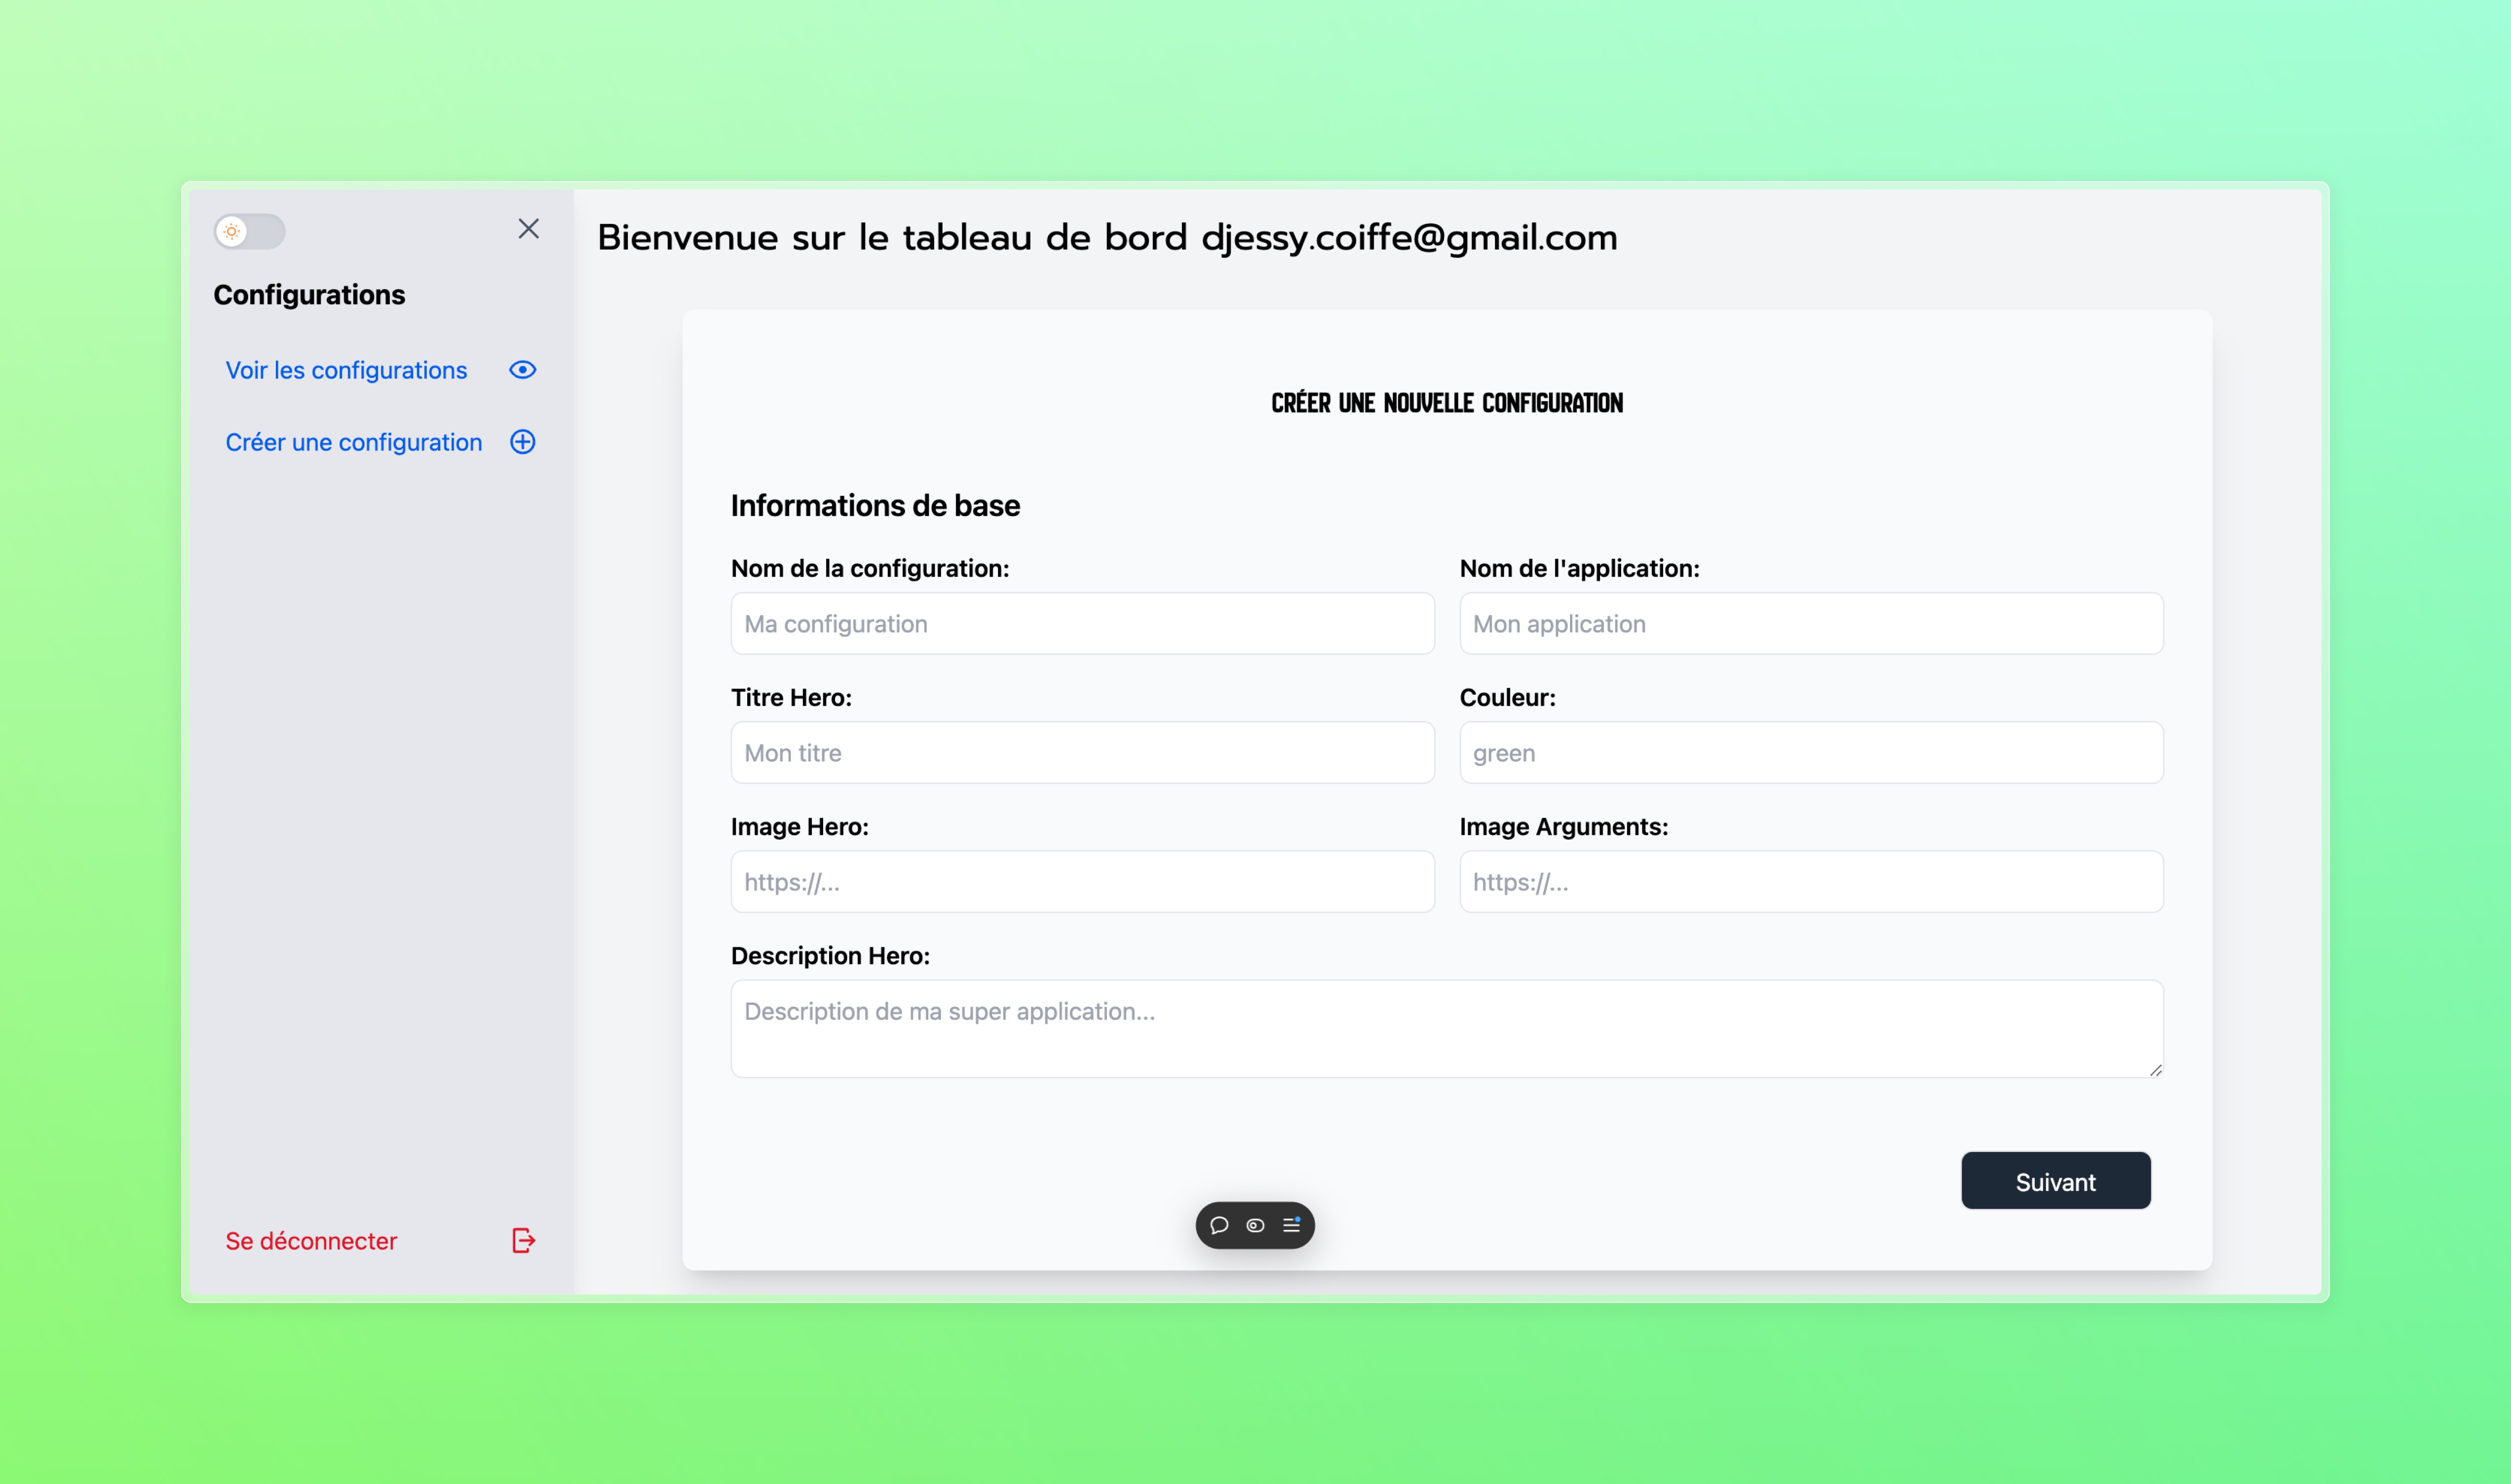 Configurations
Voir les configurations
Créer une configuration
Se déconnecter
Bienvenue sur le tableau de bord djessy.coiffe@gmail.com
CRÉER UNE NOUVELLE CONFIGURATION
Informations de base
Nom de la configuration:
Ma configuration
Nom de l'application:
Mon application
Titre Hero:
Mon titre
Couleur:
green
Image Hero:
https://...
Image Arguments:
https://...
Description Hero:
Description de ma super application...
Suivant